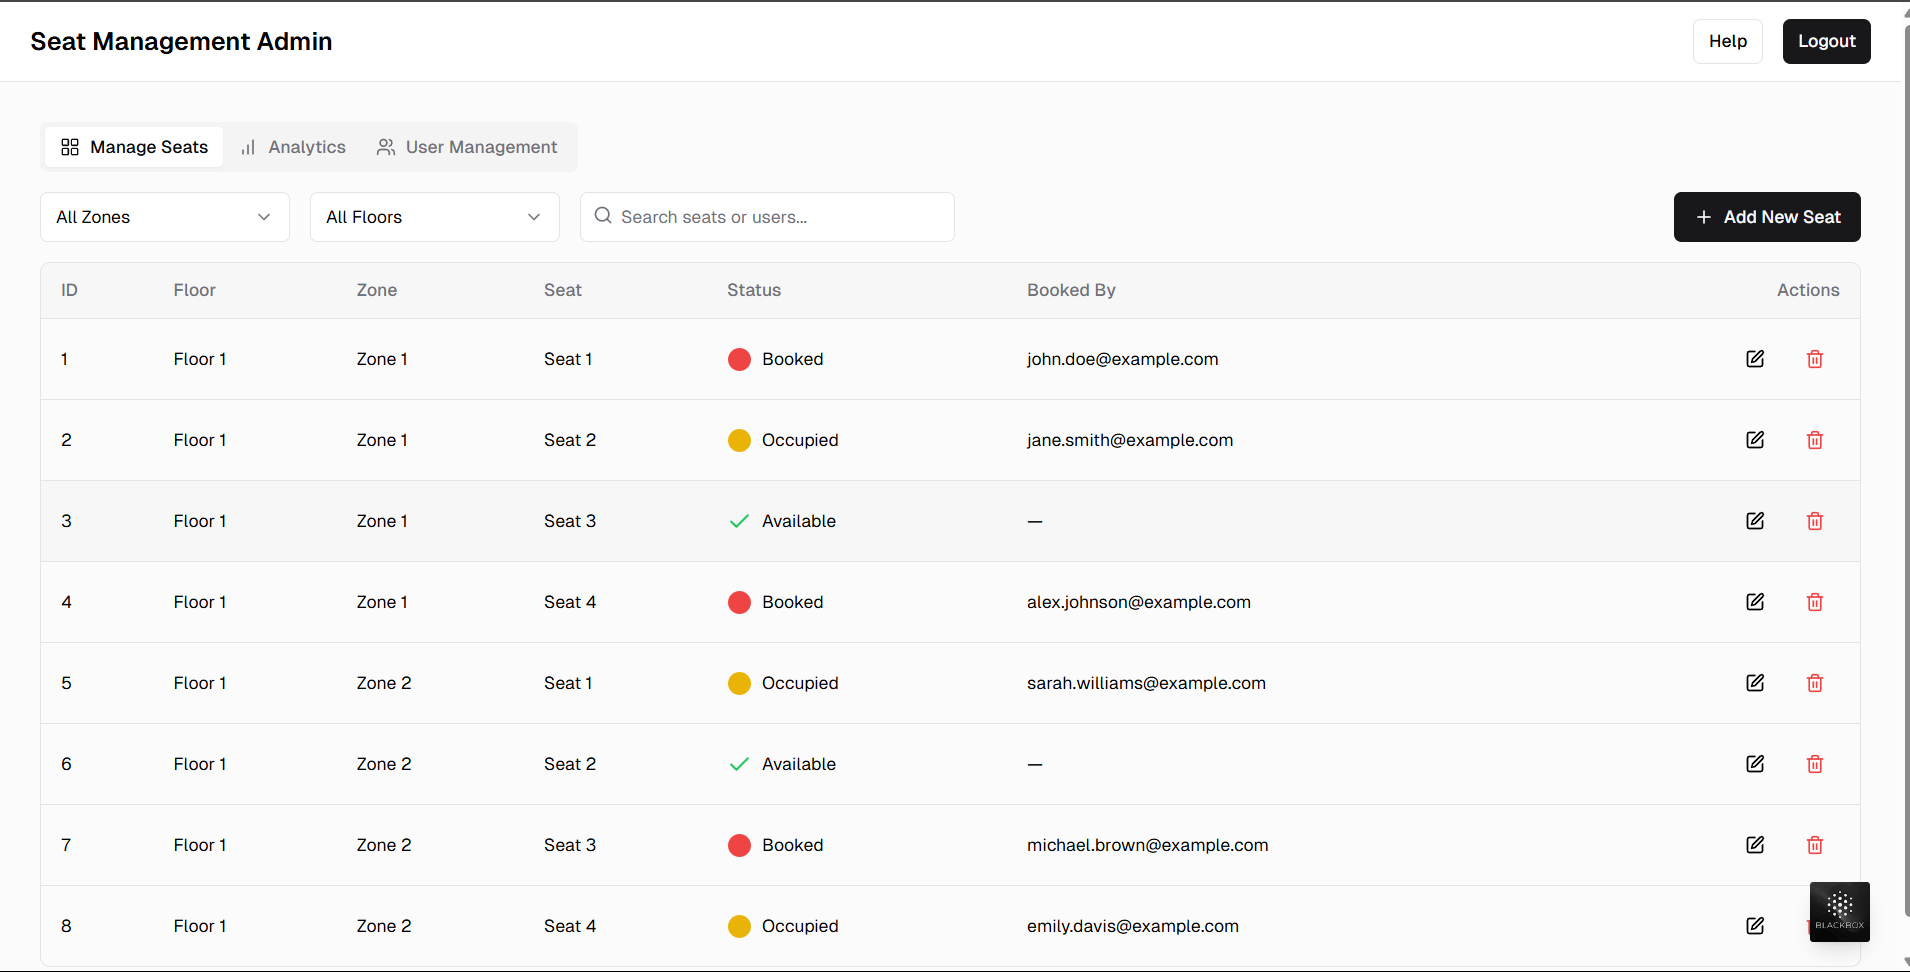 Seat Management Admin
Help
Logout
Manage Seats
Analytics
User Management
All Zones
All Floors
Search seats or users...
Add New Seat
ID Floor Zone Seat Status Booked By Actions
1 Floor 1 Zone 1 Seat 1 Booked john.doe@example.com
2 Floor 1 Zone 1 Seat 2 Occupied jane.smith@example.com
3 Floor 1 Zone 1 Seat 3 Available —
4 Floor 1 Zone 1 Seat 4 Booked alex.johnson@example.com
5 Floor 1 Zone 2 Seat 1 Occupied sarah.williams@example.com
6 Floor 1 Zone 2 Seat 2 Available —
7 Floor 1 Zone 2 Seat 3 Booked michael.brown@example.com
8 Floor 1 Zone 2 Seat 4 Occupied emily.davis@example.com
BLACKBOX